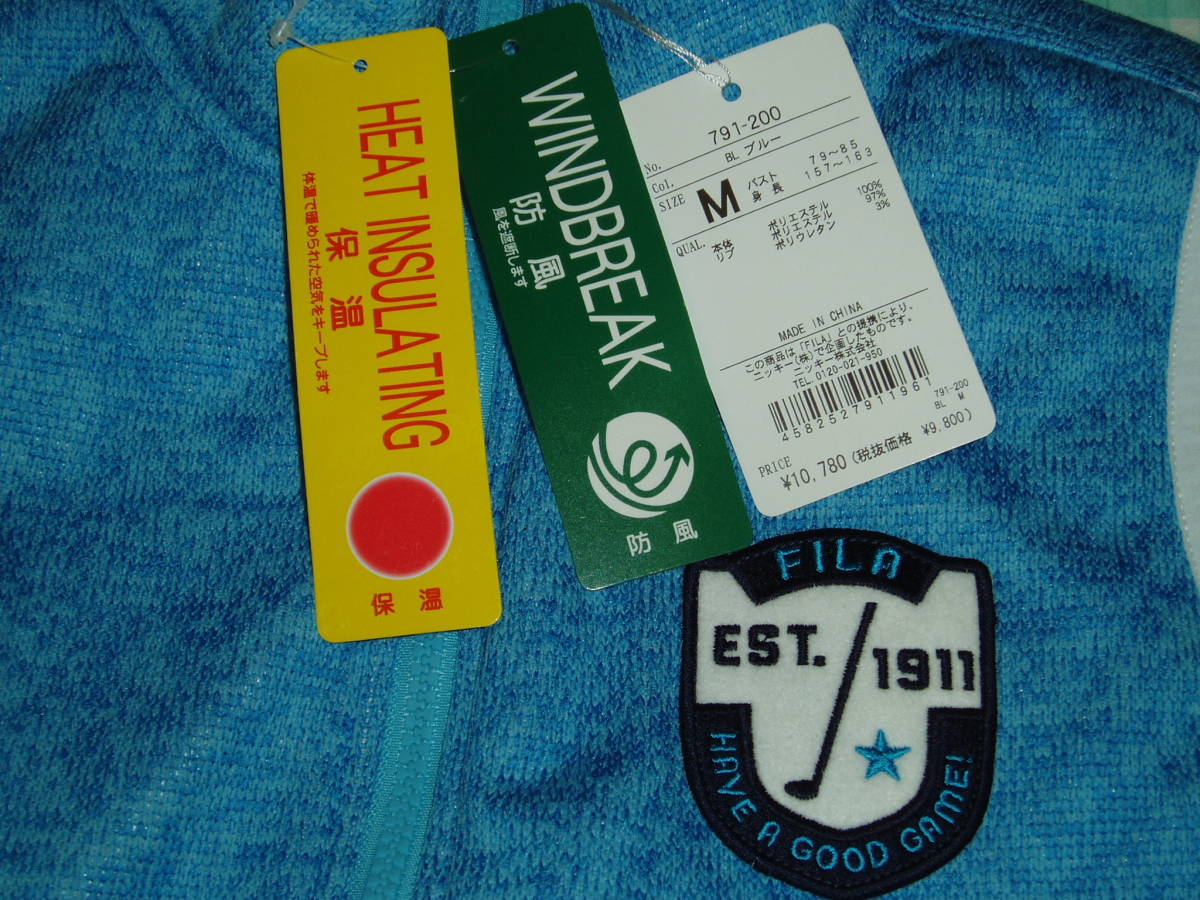 HEAT INSULATING
保温
体温で暖められた空気をキープします
保温
WINDBREAK
防風
風を遮断します
防風
No. 791-200
Col. BL ブルー
SIZE M バスト 79～85
身長 157～163
QUAL. 本体 ポリエステル 100%
リブ ポリエステル 97%
ポリウレタン 3%
MADE IN CHINA
この商品は「FILA」との提携により、
ニッキー(株)で企画したものです。
ニッキー株式会社
TEL.0120-021-950
4582527911961
791-200
BL M
PRICE ¥10,780(税抜価格 ¥9,800)
FILA
EST. 1911
HAVE A GOOD GAME!